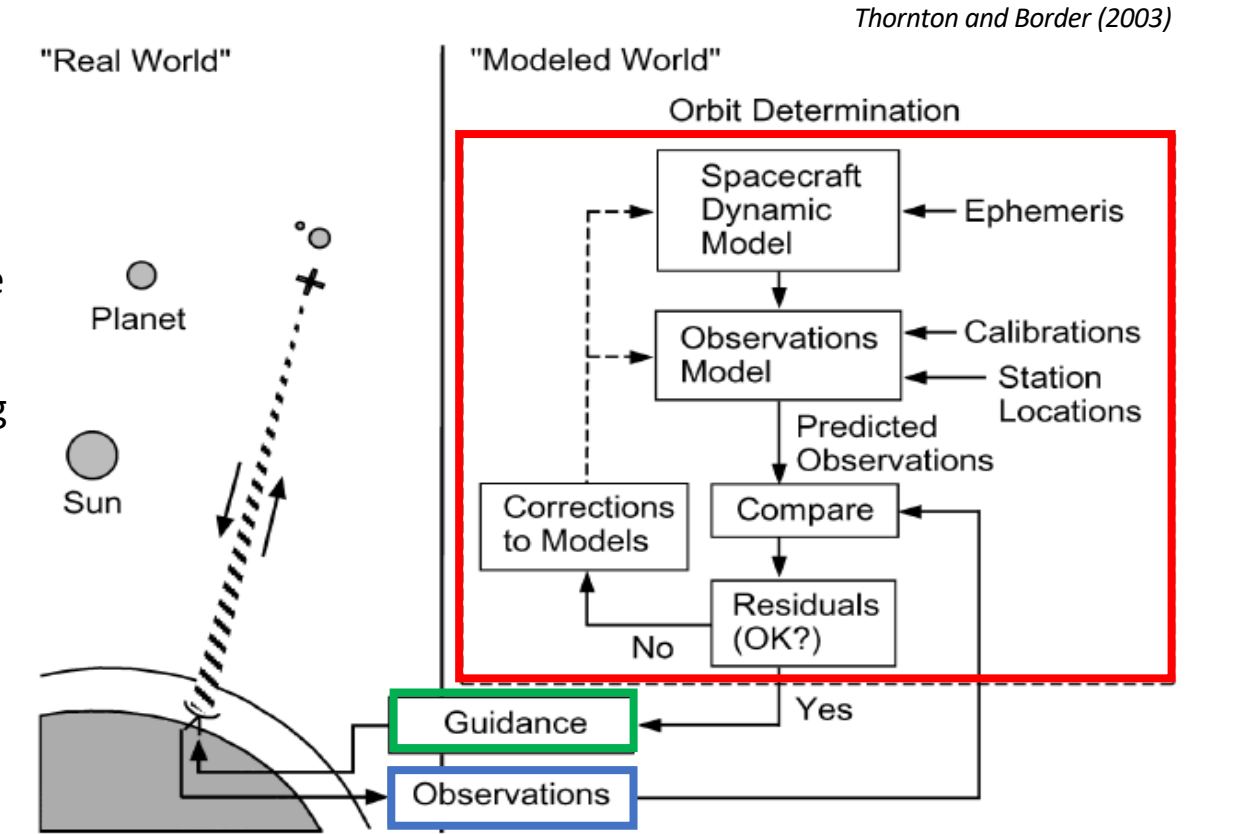 Thornton and Border (2003)
"Real World"
"Modeled World"
Orbit Determination
Spacecraft
Dynamic
Model
Ephemeris
Planet
Observations
Model
Calibrations
Station
Locations
Predicted
Observations
Sun
Corrections
to Models
Compare
Residuals
(OK?)
No
Yes
Guidance
Observations
e
g